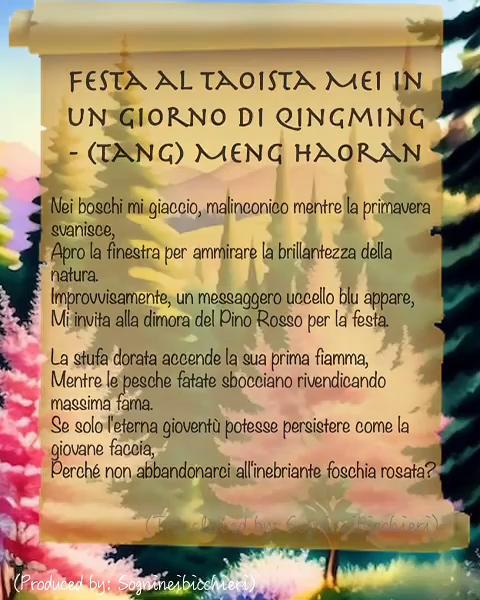 Festa al Taoista Mei in
un giorno di Qingming
- (Tang) Meng Haoran
Nei boschi mi giaccio, malinconico mentre la primavera
svanisce,
Apro la finestra per ammirare la brillantezza della
natura.
Improvvisamente, un messaggero uccello blu appare,
Mi invita alla dimora del Pino Rosso per la festa.
La stufa dorata accende la sua prima fiamma,
Mentre le pesche fatate sbocciano rivendicando
massima fama.
Se solo l'eterna gioventù potesse persistere come la
giovane faccia,
Perché non abbandonarci all'inebriante foschia rosata?
(Translated by: Sognineibicchieri)
(Produced by: Sognineibicchieri)